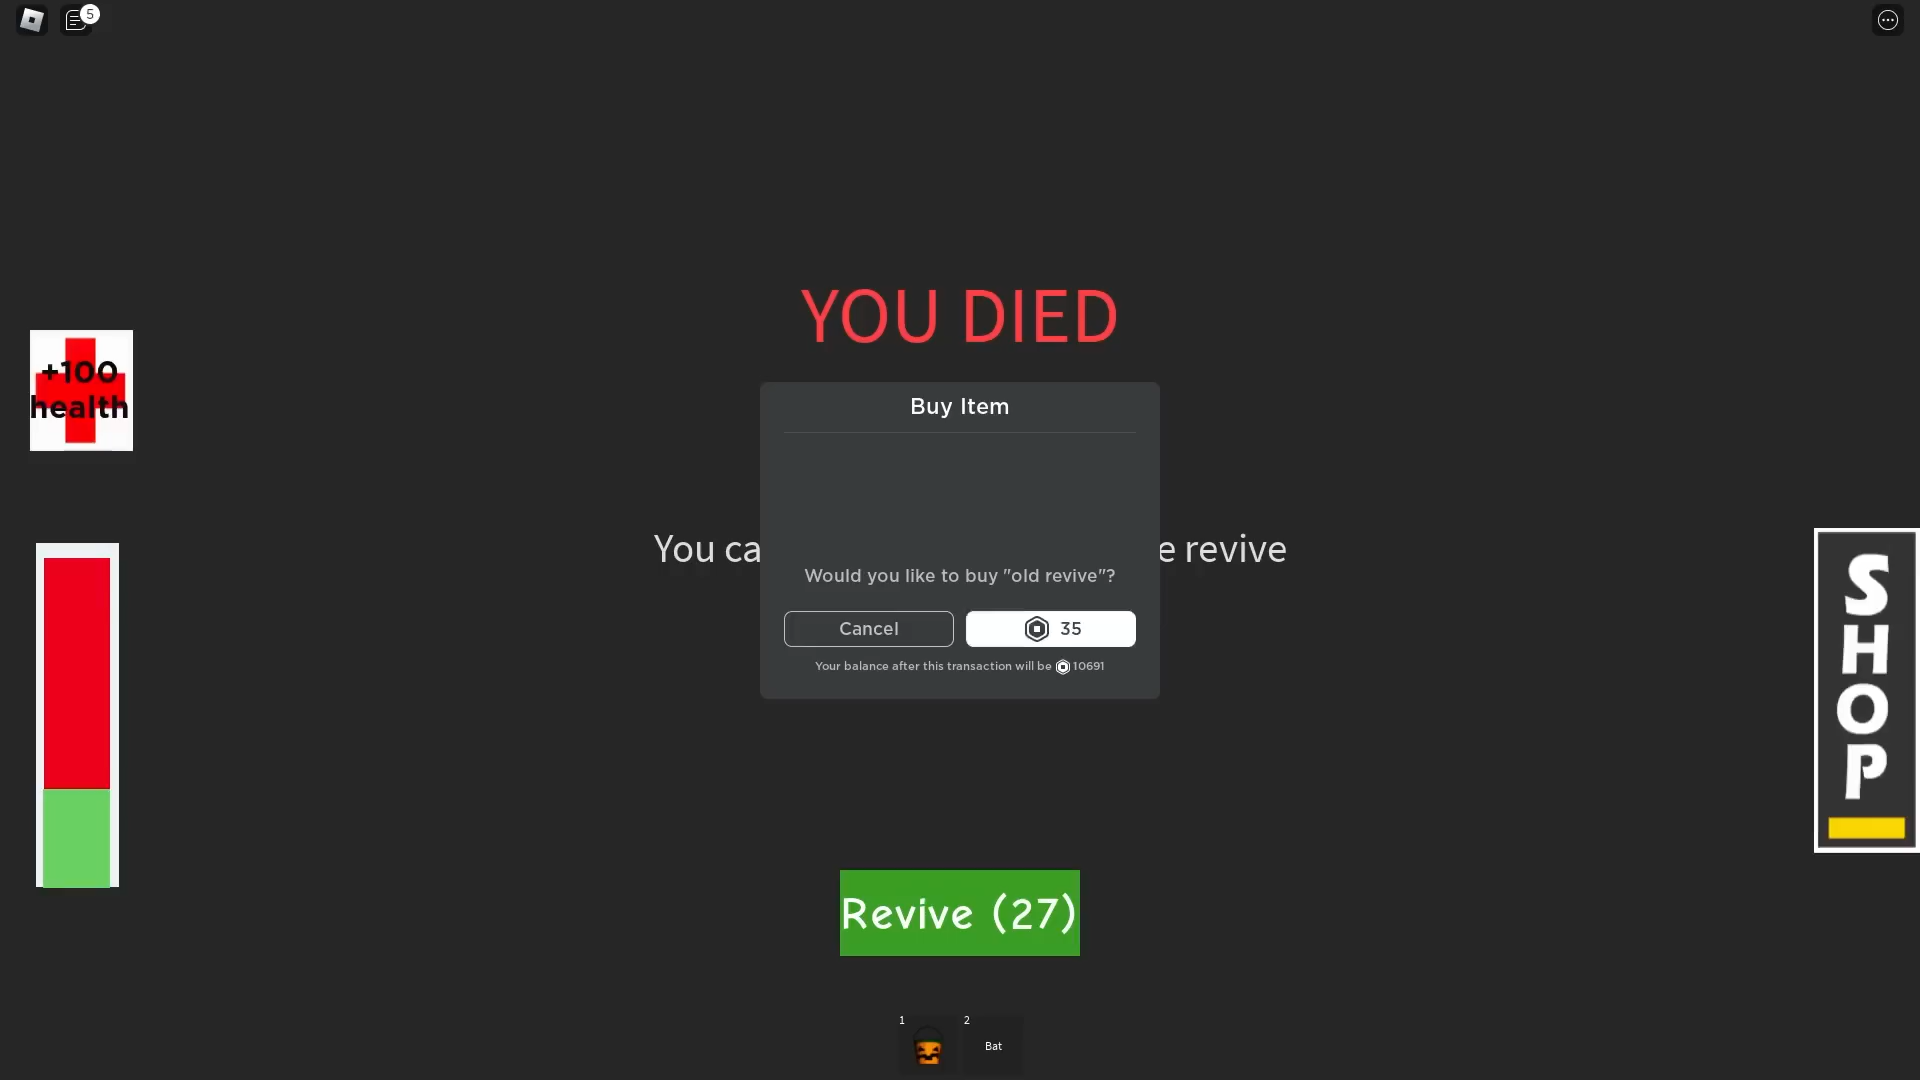 5
YOU DIED
+100
health
Buy Item
You ca
e revive
Would you like to buy "old revive"?
Cancel
35
Your balance after this transaction will be 10691
SHOP
Revive (27)
1
2
Bat